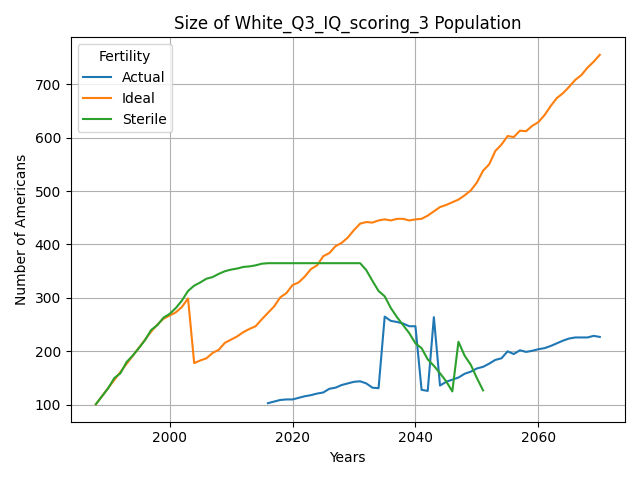 Size of White_Q3_IQ_scoring_3 Population
Fertility
Actual
Ideal
Sterile
Number of Americans
700
600
500
400
300
200
100
2000
2020
2040
2060
Years